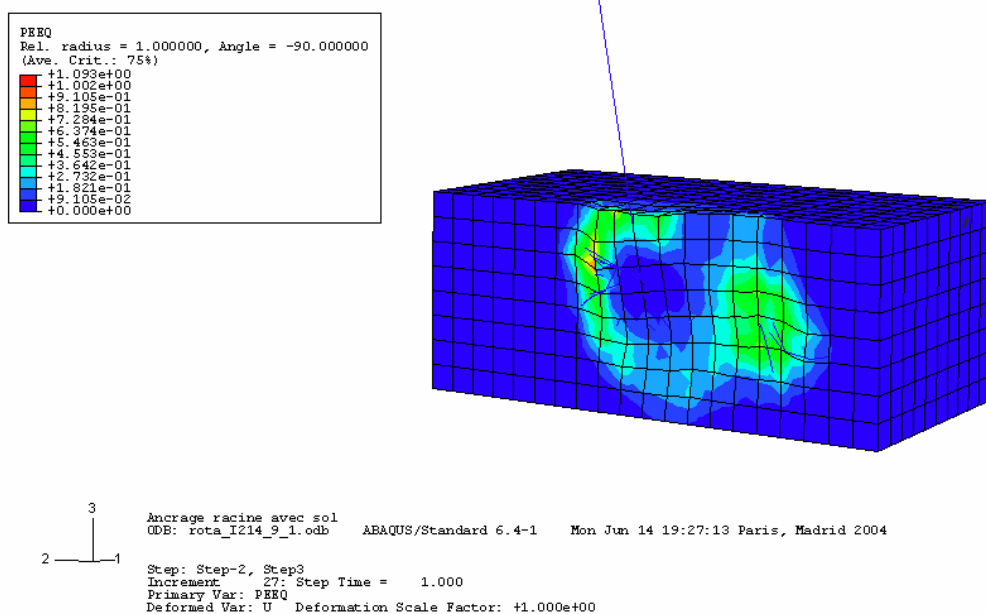 PEEQ
Rel. radius = 1.000000, Angle = -90.000000
(Ave. Crit.: 75%)
+1.093e+00
+1.002e+00
+9.105e-01
+8.195e-01
+7.284e-01
+6.374e-01
+5.463e-01
+4.553e-01
+3.642e-01
+2.732e-01
+1.821e-01
+9.105e-02
+0.000e+00
3
2 1
Ancrage racine avec sol
ODB: rota_I214_9_1.odb ABAQUS/Standard 6.4-1 Mon Jun 14 19:27:13 Paris, Madrid 2004
Step: Step-2, Step3
Increment 27: Step Time = 1.000
Primary Var: PEEQ
Deformed Var: U Deformation Scale Factor: +1.000e+00